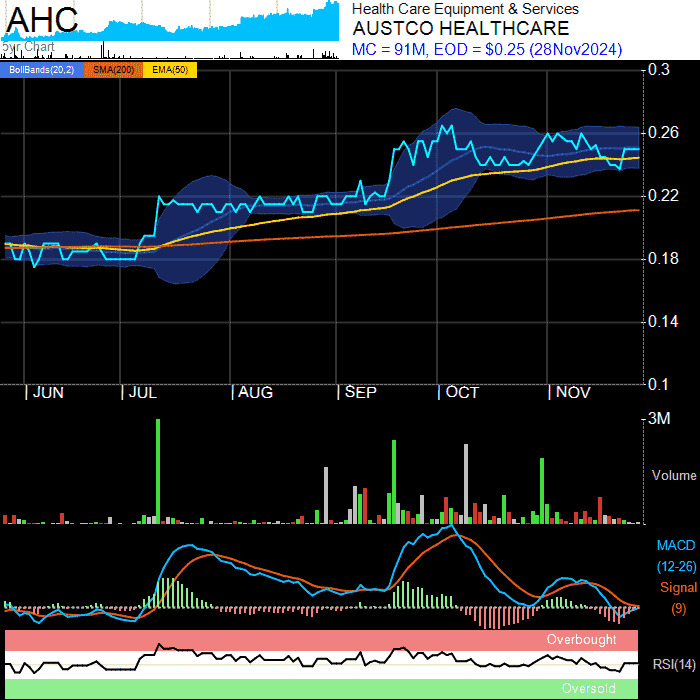 AHC
5yr Chart
Health Care Equipment & Services
AUSTCO HEALTHCARE
MC = 91M, EOD = $0.25 (28Nov2024)
BollBands(20,2) SMA(200) EMA(50)
0.3
0.26
0.22
0.18
0.14
0.1
JUN JUL AUG SEP OCT NOV
3M
Volume
MACD
(12-26)
Signal
(9)
Overbought
RSI(14)
Oversold